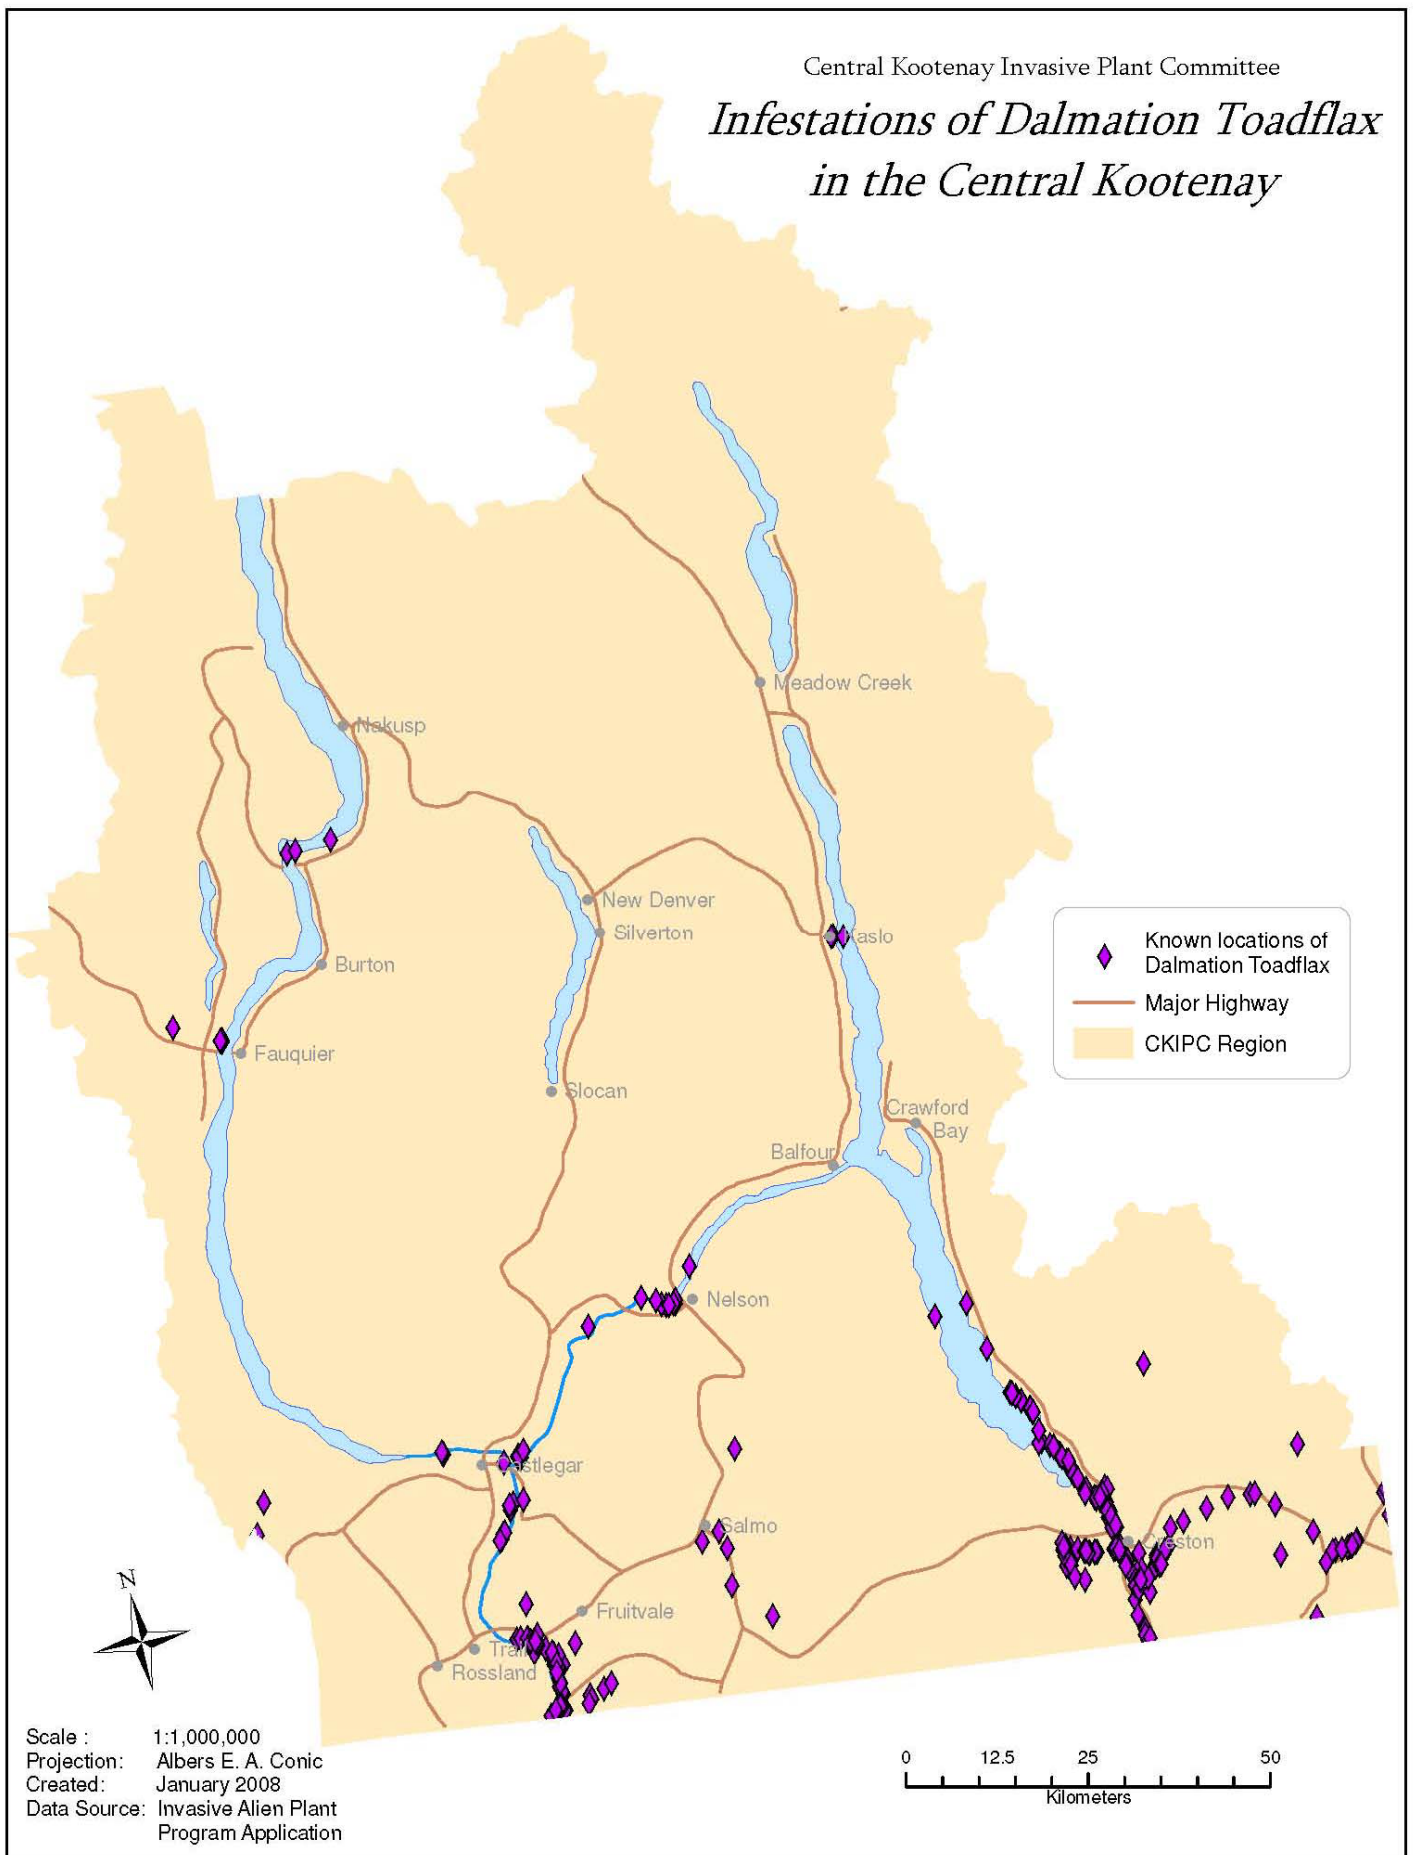 Central Kootenay Invasive Plant Committee
Infestations of Dalmation Toadflax
in the Central Kootenay
Meadow Creek
Nakusp
New Denver
Silverton
Kaslo
Burton
Fauquier
Slocan
Crawford
Bay
Balfour
Nelson
Castlegar
Salmo
Creston
Fruitvale
Trail
Rossland
Known locations of
Dalmation Toadflax
Major Highway
CKIPC Region
N
Scale : 1:1,000,000
Projection: Albers E. A. Conic
Created: January 2008
Data Source: Invasive Alien Plant
Program Application
0 12.5 25 50
Kilometers